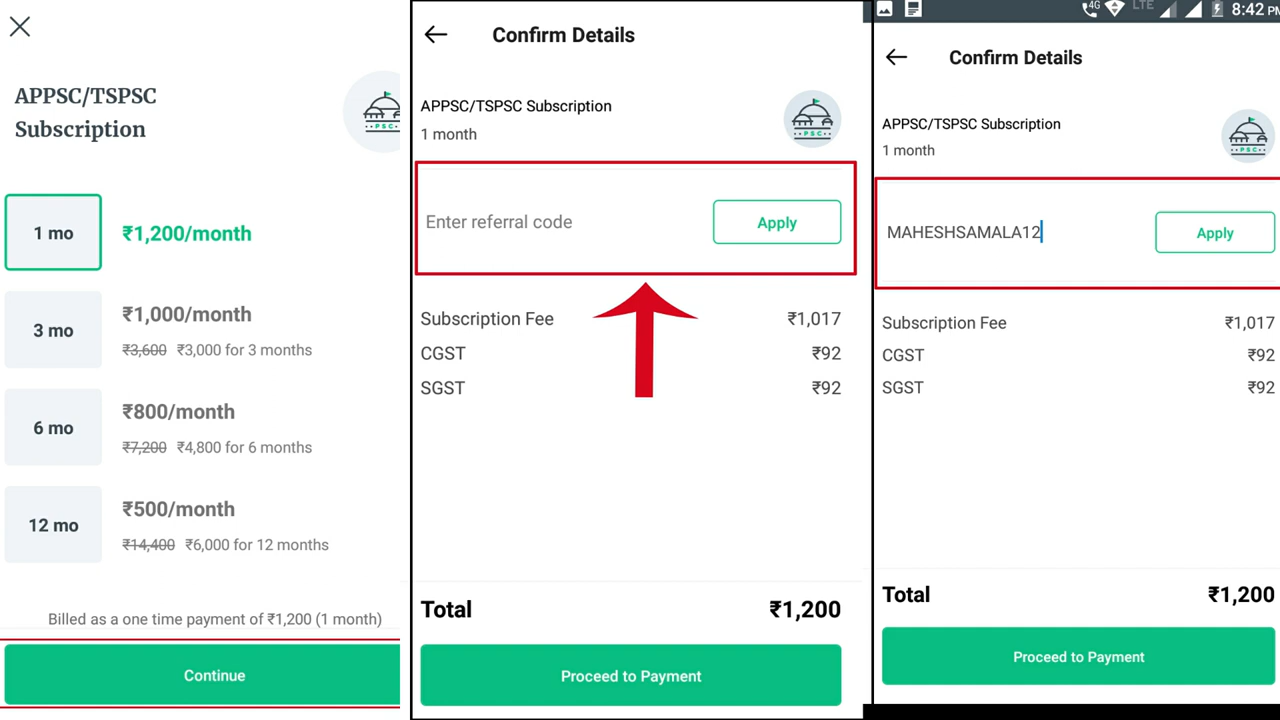 APPSC/TSPSC
Subscription
PSC
1 mo
₹1,200/month
3 mo
₹1,000/month
₹3,600 ₹3,000 for 3 months
6 mo
₹800/month
₹7,200 ₹4,800 for 6 months
12 mo
₹500/month
₹14,400 ₹6,000 for 12 months
Billed as a one time payment of ₹1,200 (1 month)
Continue
Confirm Details
APPSC/TSPSC Subscription
1 month
PSC
Enter referral code
Apply
Subscription Fee ₹1,017
CGST ₹92
SGST ₹92
Total ₹1,200
Proceed to Payment
4G LTE 8:42 PM
Confirm Details
APPSC/TSPSC Subscription
1 month
PSC
MAHESHSAMALA12
Apply
Subscription Fee ₹1,017
CGST ₹92
SGST ₹92
Total ₹1,200
Proceed to Payment